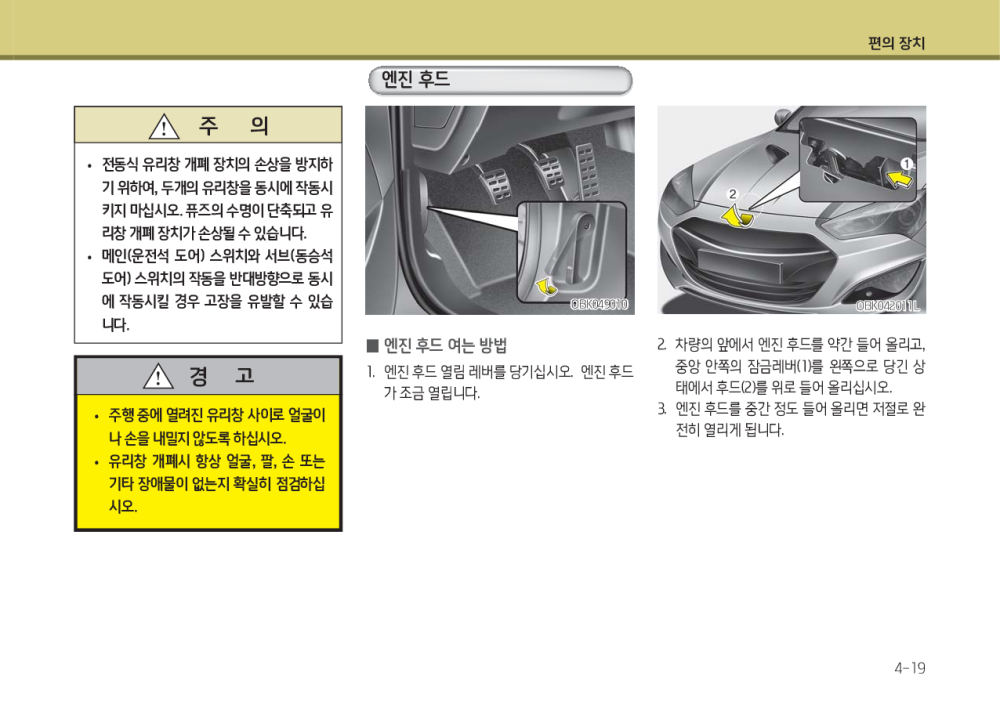 편의 장치
주 의
• 전동식 유리창 개폐 장치의 손상을 방지하
기 위하여, 두개의 유리창을 동시에 작동시
키지 마십시오. 퓨즈의 수명이 단축되고 유
리창 개폐 장치가 손상될 수 있습니다.
• 메인(운전석 도어) 스위치와 서브(동승석
도어) 스위치의 작동을 반대방향으로 동시
에 작동시킬 경우 고장을 유발할 수 있습
니다.
경 고
• 주행 중에 열려진 유리창 사이로 얼굴이
나 손을 내밀지 않도록 하십시오.
• 유리창 개폐시 항상 얼굴, 팔, 손 또는
기타 장애물이 없는지 확실히 점검하십
시오.
엔진 후드
OBK049010
■ 엔진 후드 여는 방법
1. 엔진 후드 열림 레버를 당기십시오. 엔진 후드
가 조금 열립니다.
1
2
OBK042011L
2. 차량의 앞에서 엔진 후드를 약간 들어 올리고,
중앙 안쪽의 잠금레버(1)를 왼쪽으로 당긴 상
태에서 후드(2)를 위로 들어 올리십시오.
3. 엔진 후드를 중간 정도 들어 올리면 저절로 완
전히 열리게 됩니다.
4-19